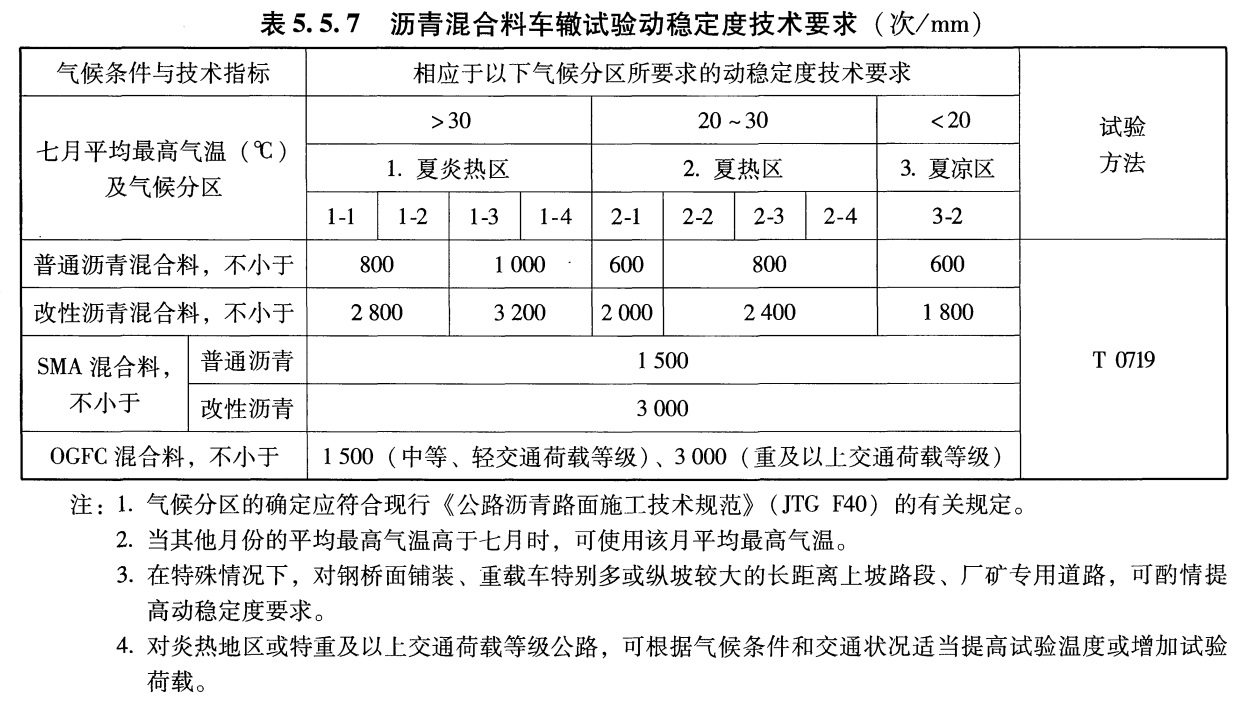 表 5.5.7 沥青混合料车辙试验动稳定度技术要求（次/mm）
气候条件与技术指标 相应于以下气候分区所要求的动稳定度技术要求 试验方法
七月平均最高气温（℃）及气候分区 >30 20~30 <20
1. 夏炎热区 2. 夏热区 3. 夏凉区
1-1 1-2 1-3 1-4 2-1 2-2 2-3 2-4 3-2
普通沥青混合料，不小于 800 1 000 600 800 600 T 0719
改性沥青混合料，不小于 2 800 3 200 2 000 2 400 1 800
SMA 混合料，不小于 普通沥青 1 500
改性沥青 3 000
OGFC 混合料，不小于 1 500（中等、轻交通荷载等级）、3 000（重及以上交通荷载等级）
注：1. 气候分区的确定应符合现行《公路沥青路面施工技术规范》（JTG F40）的有关规定。
2. 当其他月份的平均最高气温高于七月时，可使用该月平均最高气温。
3. 在特殊情况下，对钢桥面铺装、重载车特别多或纵坡较大的长距离上坡路段、厂矿专用道路，可酌情提
高动稳定度要求。
4. 对炎热地区或特重及以上交通荷载等级公路，可根据气候条件和交通状况适当提高试验温度或增加试验
荷载。